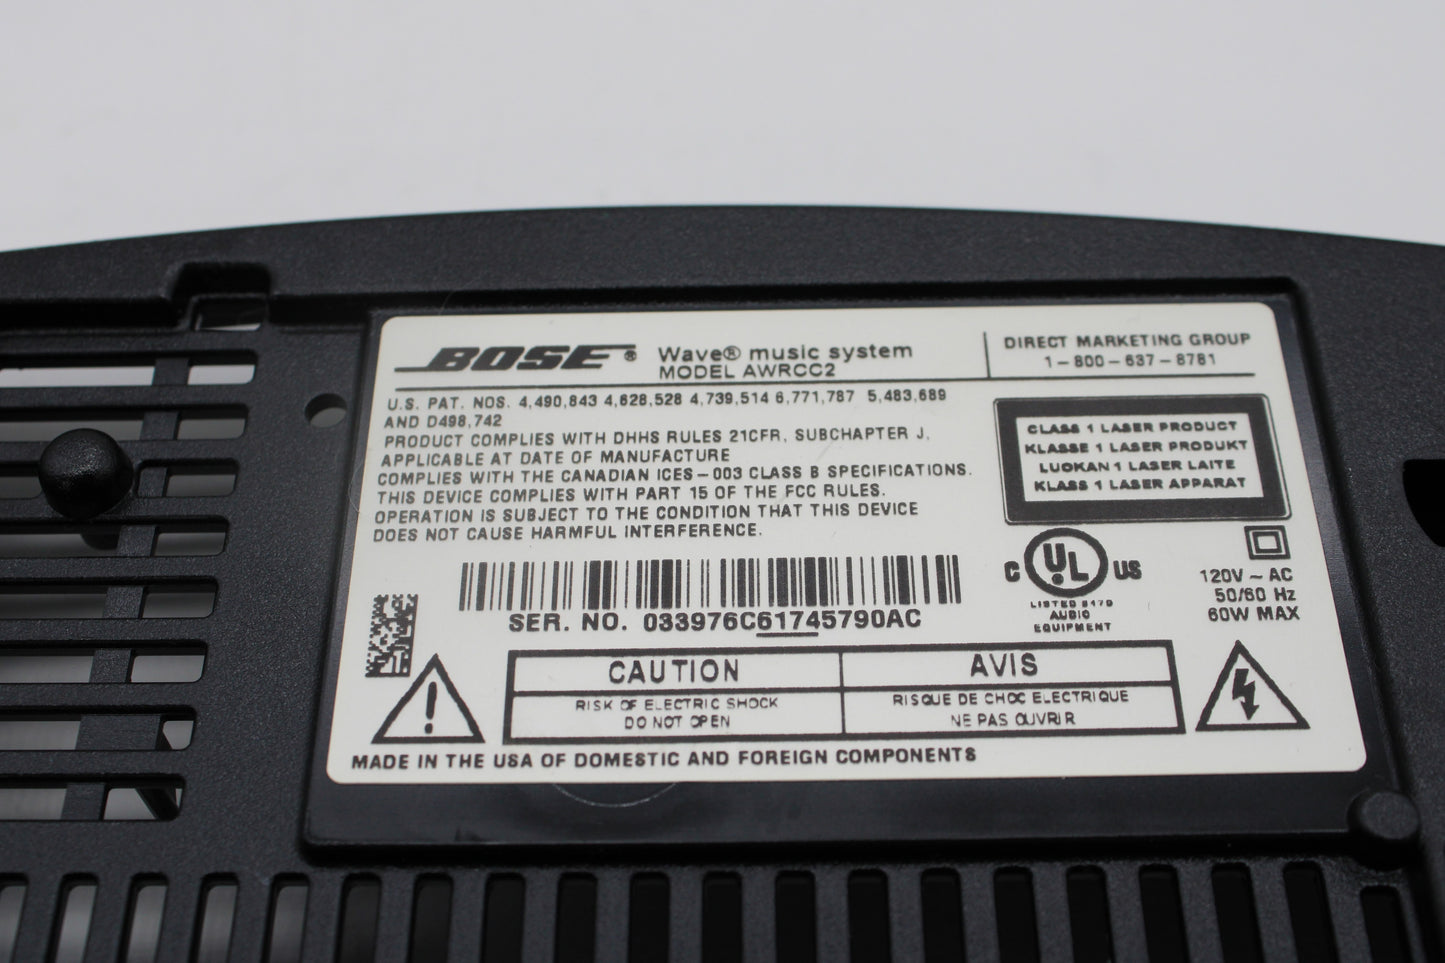 BOSE® Wave® music system
MODEL AWRCC2
DIRECT MARKETING GROUP
1-800-637-8781
U.S. PAT. NOS. 4,490,843 4,628,528 4,739,514 6,771,787 5,483,689
AND D498,742
PRODUCT COMPLIES WITH DHHS RULES 21CFR, SUBCHAPTER J,
APPLICABLE AT DATE OF MANUFACTURE
COMPLIES WITH THE CANADIAN ICES-003 CLASS B SPECIFICATIONS.
THIS DEVICE COMPLIES WITH PART 15 OF THE FCC RULES.
OPERATION IS SUBJECT TO THE CONDITION THAT THIS DEVICE
DOES NOT CAUSE HARMFUL INTERFERENCE.
CLASS 1 LASER PRODUCT
KLASSE 1 LASER PRODUKT
LUOKAN 1 LASER LAITE
KLASS 1 LASER APPARAT
C UL US
LISTED 6179
AUDIO
EQUIPMENT
120V ~ AC
50/60 Hz
60W MAX
SER. NO. 033976C61745790AC
CAUTION
RISK OF ELECTRIC SHOCK
DO NOT OPEN
AVIS
RISQUE DE CHOC ELECTRIQUE
NE PAS OUVRIR
MADE IN THE USA OF DOMESTIC AND FOREIGN COMPONENTS